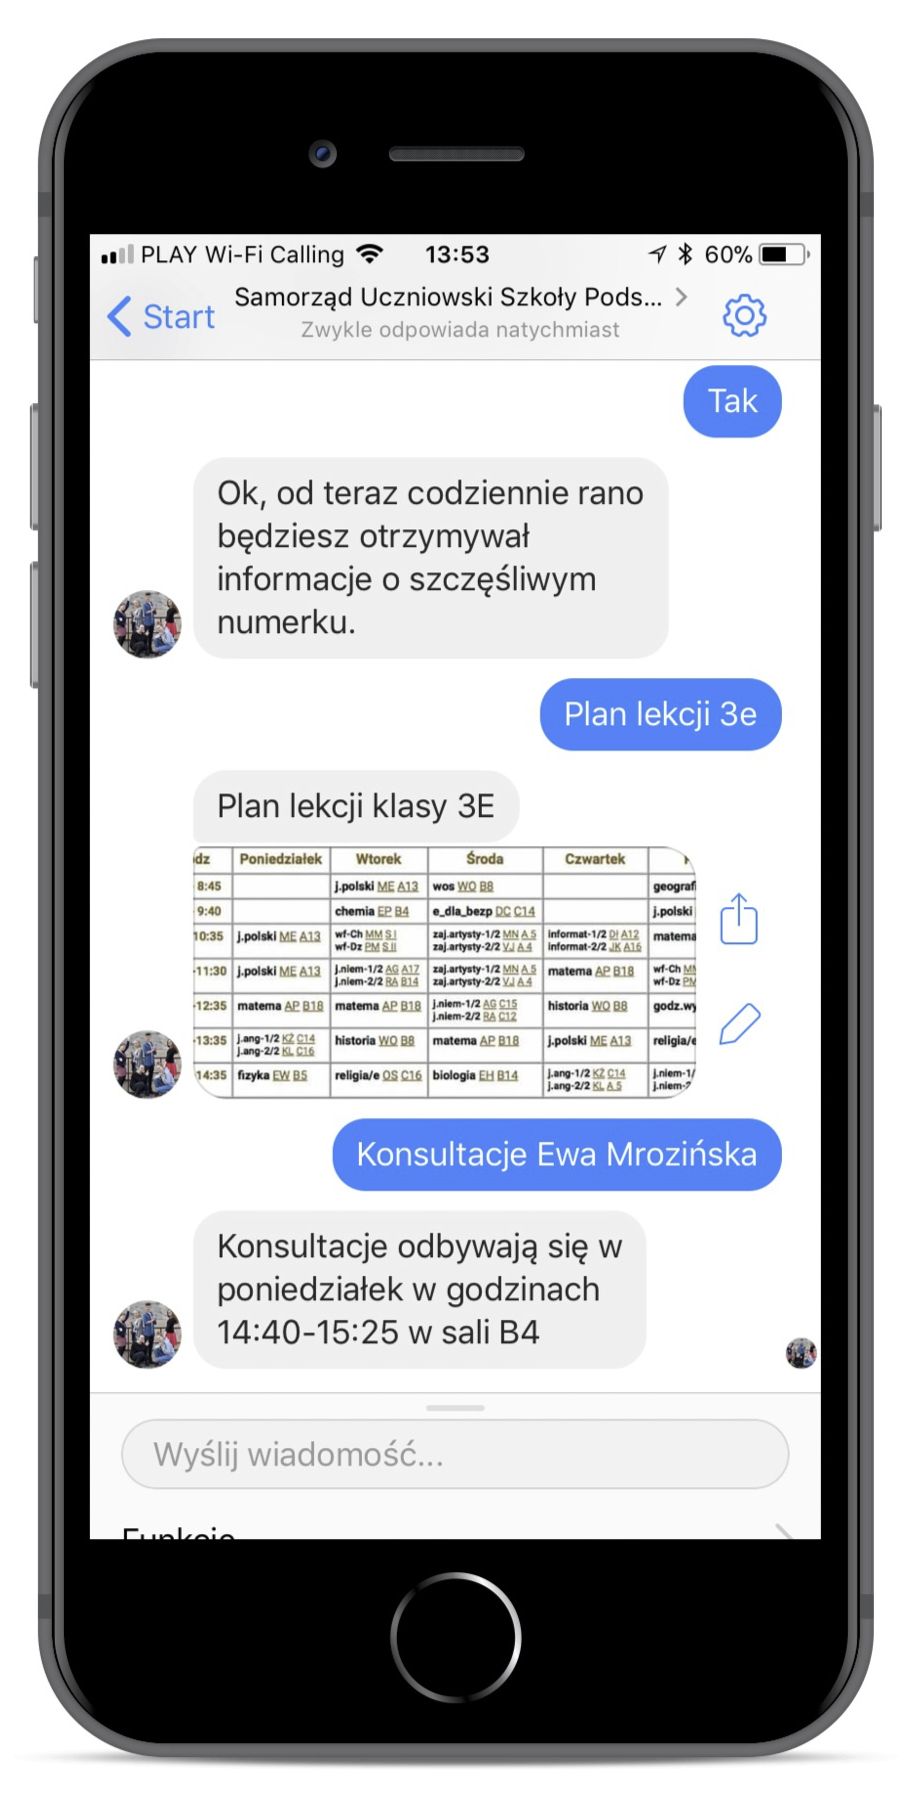 PLAY Wi-Fi Calling 13:53 60%
Start
Samorząd Uczniowski Szkoły Pods...
Zwykle odpowiada natychmiast
Tak
Ok, od teraz codziennie rano
będziesz otrzymywał
informacje o szczęśliwym
numerku.
Plan lekcji 3e
Plan lekcji klasy 3E
dz Poniedziałek Wtorek Środa Czwartek
8:45 j.polski ME A13 wos WO B8 geograf
9:40 chemia EP B4 e_dla_bezp DC C14 j.polski
10:35 j.polski ME A13 wf-Ch MM S.I zaj.artysty-1/2 MN A.5 informat-1/2 DI A12 matema
wf-Dz PM S.II zaj.artysty-2/2 VJ A.4 informat-2/2 JK A16
11:30 j.polski ME A13 j.niem-1/2 AG A17 zaj.artysty-1/2 MN A.5 matema AP B18 wf-Ch MM
j.niem-2/2 RA B14 zaj.artysty-2/2 VJ A.4 wf-Dz PM
12:35 matema AP B18 matema AP B18 j.niem-1/2 AG C15 historia WO B8 godz.wy
j.niem-2/2 RA C12
13:35 j.ang-1/2 KZ C14 historia WO B8 matema AP B18 j.polski ME A13 religia/e
j.ang-2/2 KL C16
14:35 fizyka EW B5 religia/e OS C16 biologia EH B14 j.ang-1/2 KZ C14 j.niem-1/
j.ang-2/2 KL A.5 j.niem-2
Konsultacje Ewa Mrozińska
Konsultacje odbywają się w
poniedziałek w godzinach
14:40-15:25 w sali B4
Wyślij wiadomość...
Funkcje